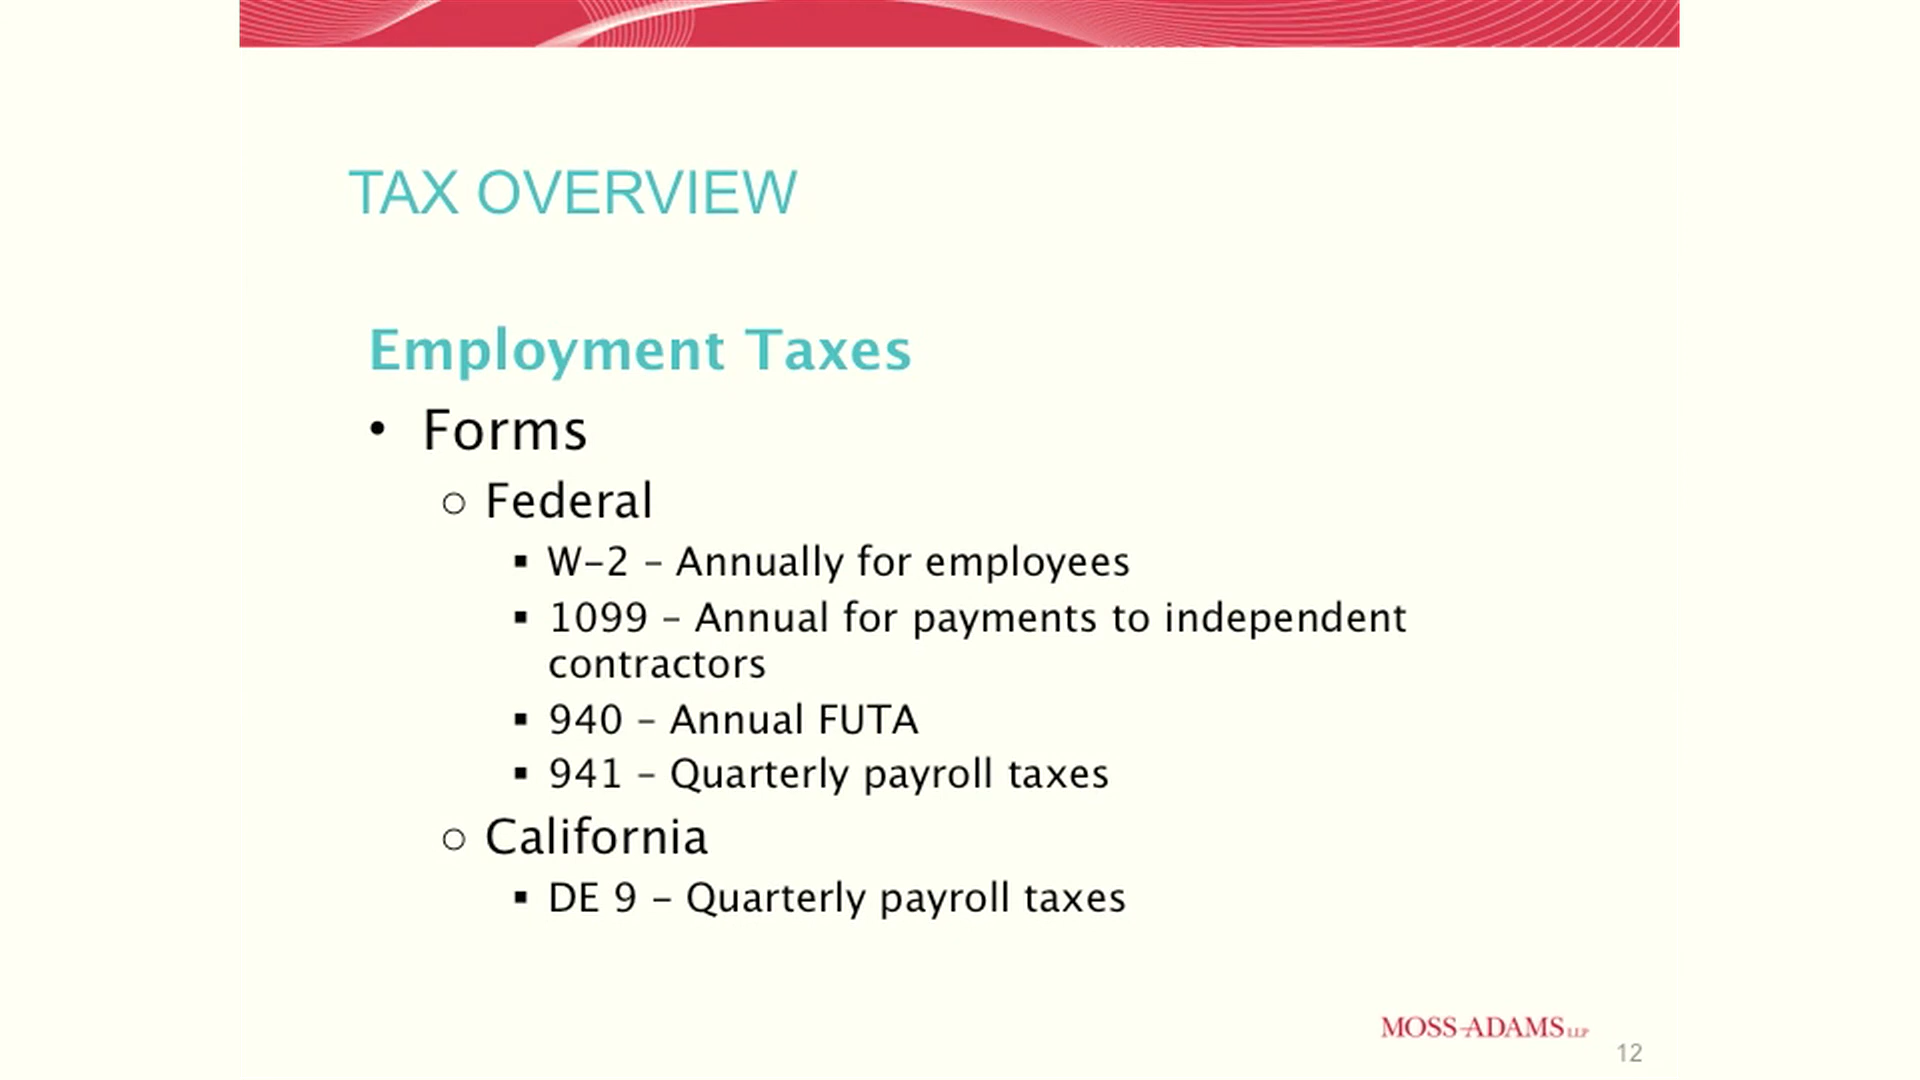 TAX OVERVIEW
Employment Taxes
• Forms
○ Federal
▪ W-2 – Annually for employees
▪ 1099 – Annual for payments to independent
contractors
▪ 940 – Annual FUTA
▪ 941 – Quarterly payroll taxes
○ California
▪ DE 9 – Quarterly payroll taxes
MOSS-ADAMS LLP
12